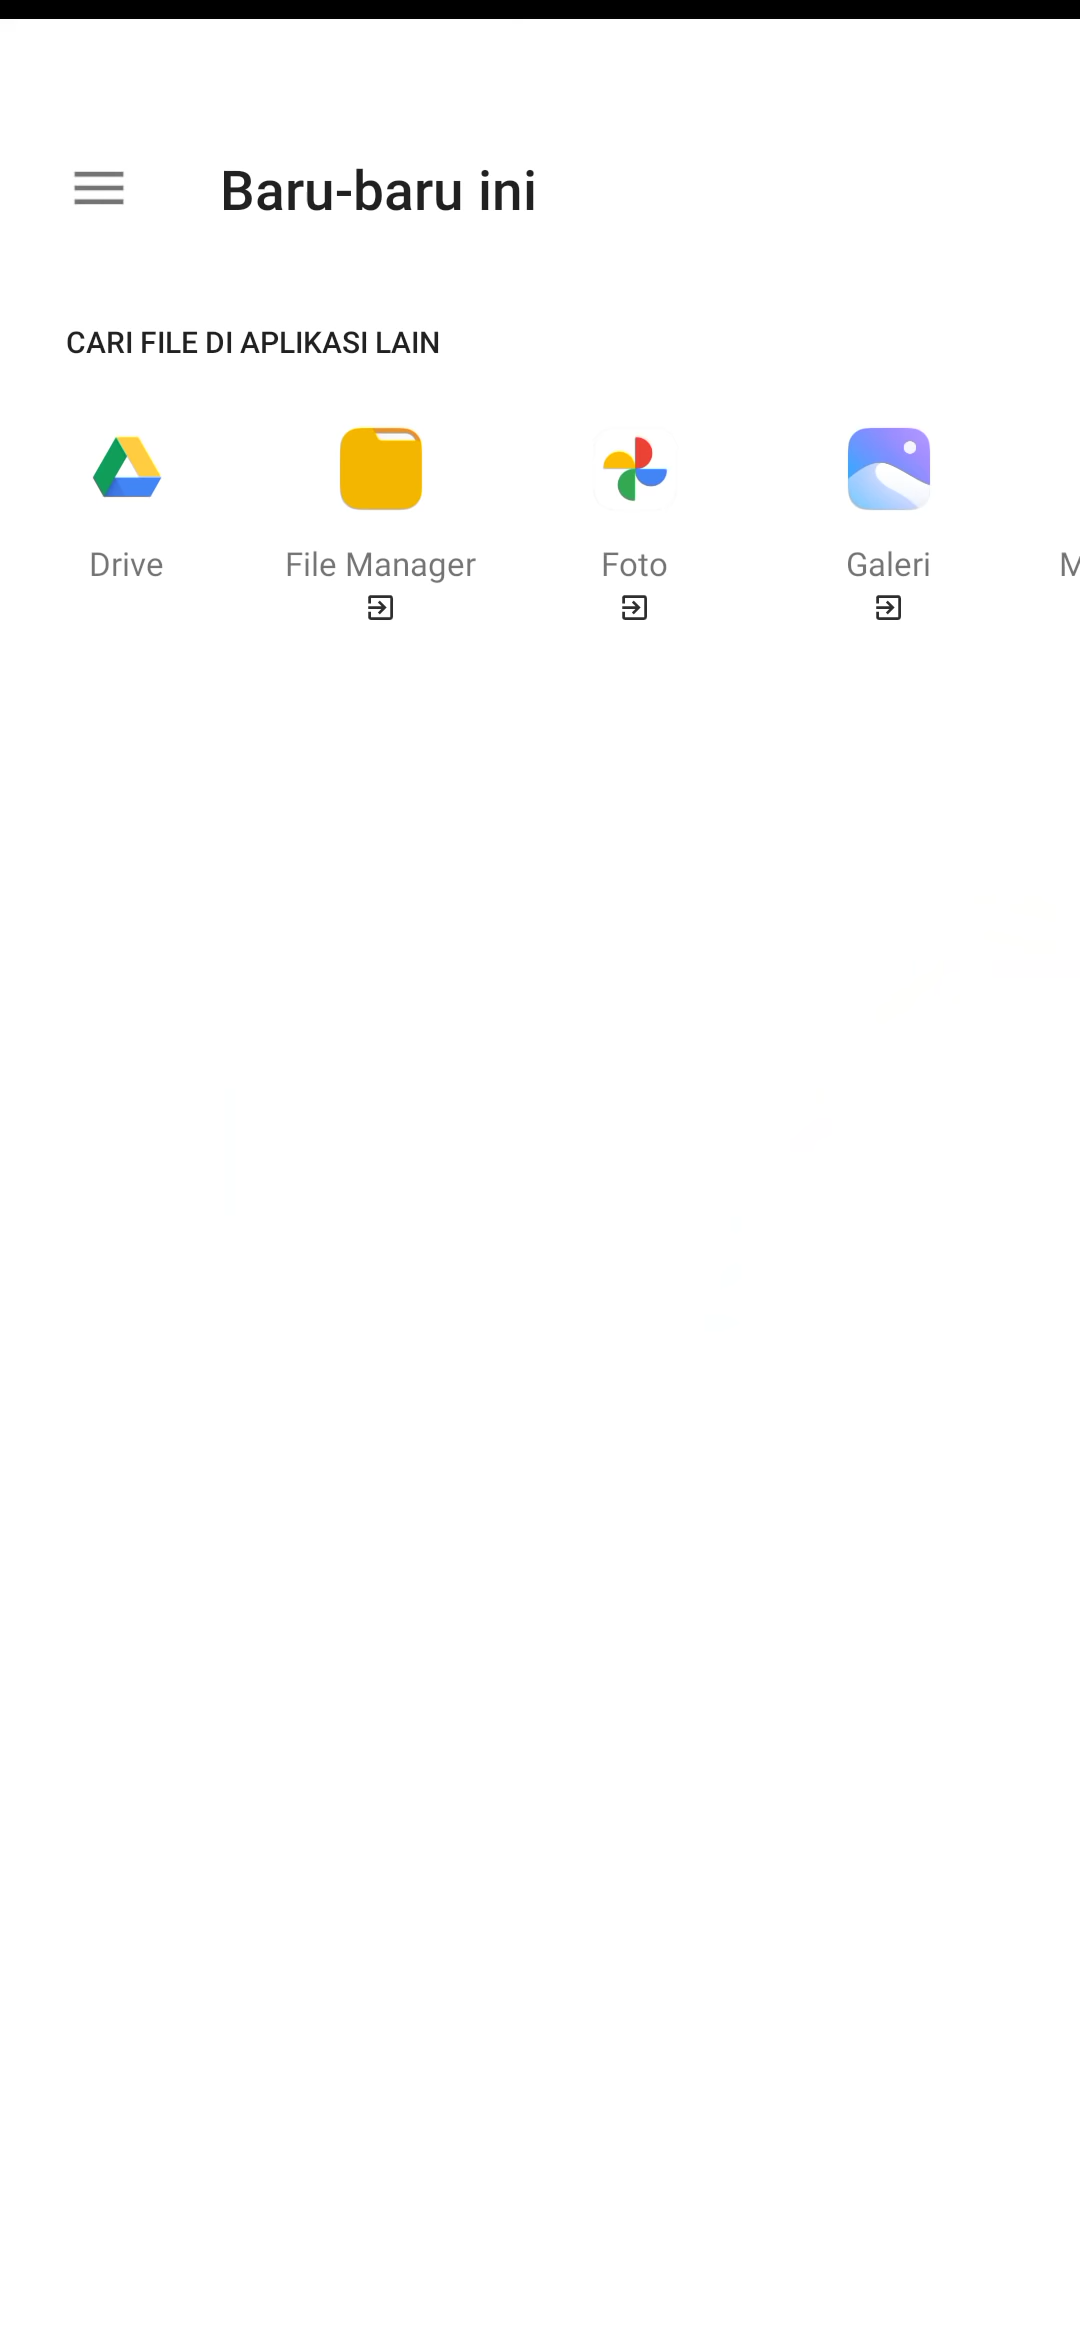 Baru-baru ini
CARI FILE DI APLIKASI LAIN
Drive
File Manager
Foto
Galeri